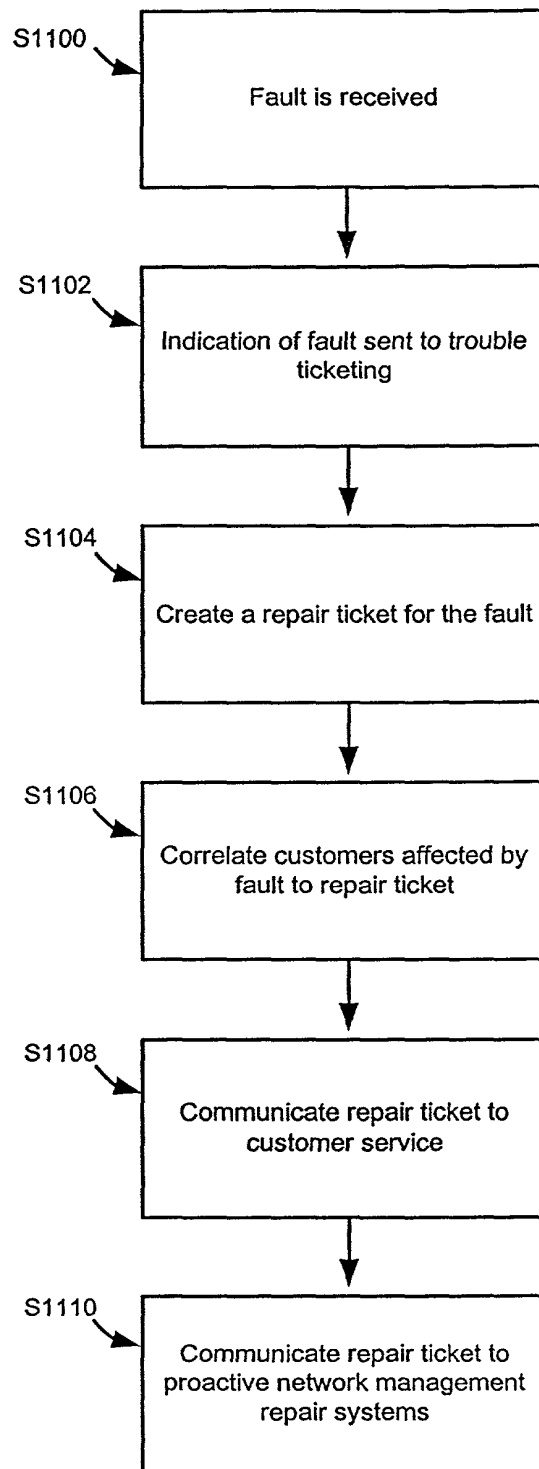 S1100
Fault is received
S1102
Indication of fault sent to trouble
ticketing
S1104
Create a repair ticket for the fault
S1106
Correlate customers affected by
fault to repair ticket
S1108
Communicate repair ticket to
customer service
S1110
Communicate repair ticket to
proactive network management
repair systems